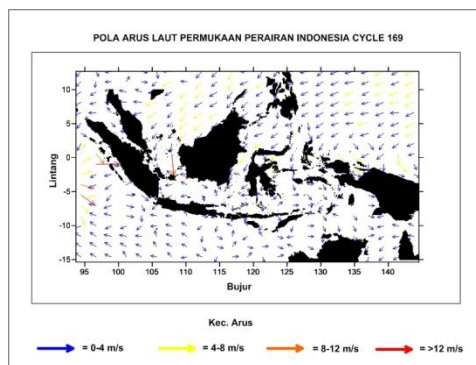 POLA ARUS LAUT PERMUKAAN PERAIRAN INDONESIA CYCLE 169
10
5
0
-5
-10
-15
Lintang
95 100 105 110 115 120 125 130 135 140
Bujur
Kec. Arus
= 0-4 m/s = 4-8 m/s = 8-12 m/s = >12 m/s